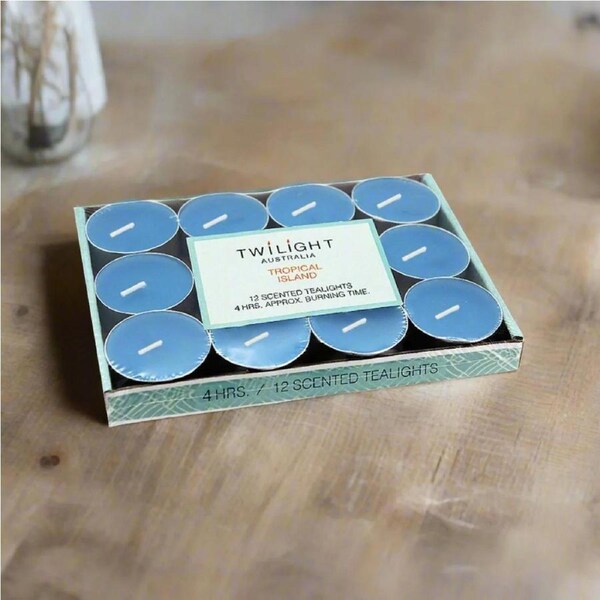 TWILIGHT
AUSTRALIA
TROPICAL
ISLAND
12 SCENTED TEALIGHTS
4 HRS. APPROX. BURNING TIME.
4 HRS. / 12 SCENTED TEALIGHTS